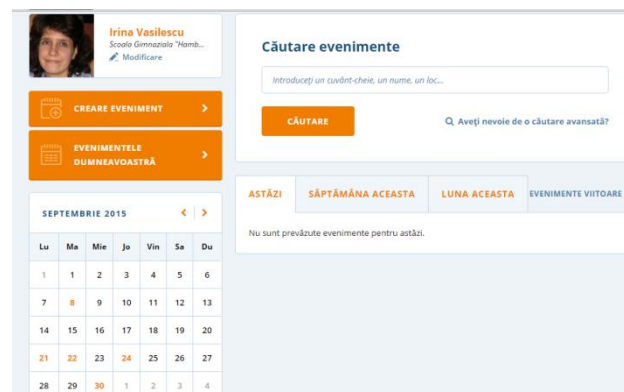 Irina Vasilescu
Scoala Gimnaziala "Hamb...
Modificare
CREARE EVENIMENT
EVENIMENTELE
DUMNEAVOASTRĂ
SEPTEMBRIE 2015
Lu Ma Mie Jo Vin Sa Du
1 1 2 3 4 5 6
7 8 9 10 11 12 13
14 15 16 17 18 19 20
21 22 23 24 25 26 27
28 29 30 1 2 3 4
Căutare evenimente
Introduceți un cuvânt-cheie, un nume, un loc...
CĂUTARE
Aveți nevoie de o căutare avansată?
ASTĂZI SĂPTĂMÂNA ACEASTA LUNA ACEASTA EVENIMENTE VIITOARE
Nu sunt prevăzute evenimente pentru astăzi.